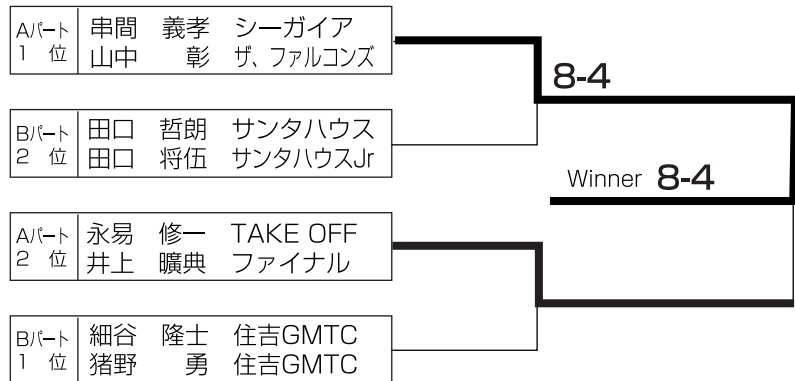 Aパート 串間 義孝 シーガイア
1 位 山中 彰 ザ、ファルコンズ
8-4
Bパート 田口 哲朗 サンタハウス
2 位 田口 将伍 サンタハウスJr
Winner 8-4
Aパート 永易 修一 TAKE OFF
2 位 井上 曠典 ファイナル
Bパート 細谷 隆士 住吉GMTC
1 位 猪野 勇 住吉GMTC